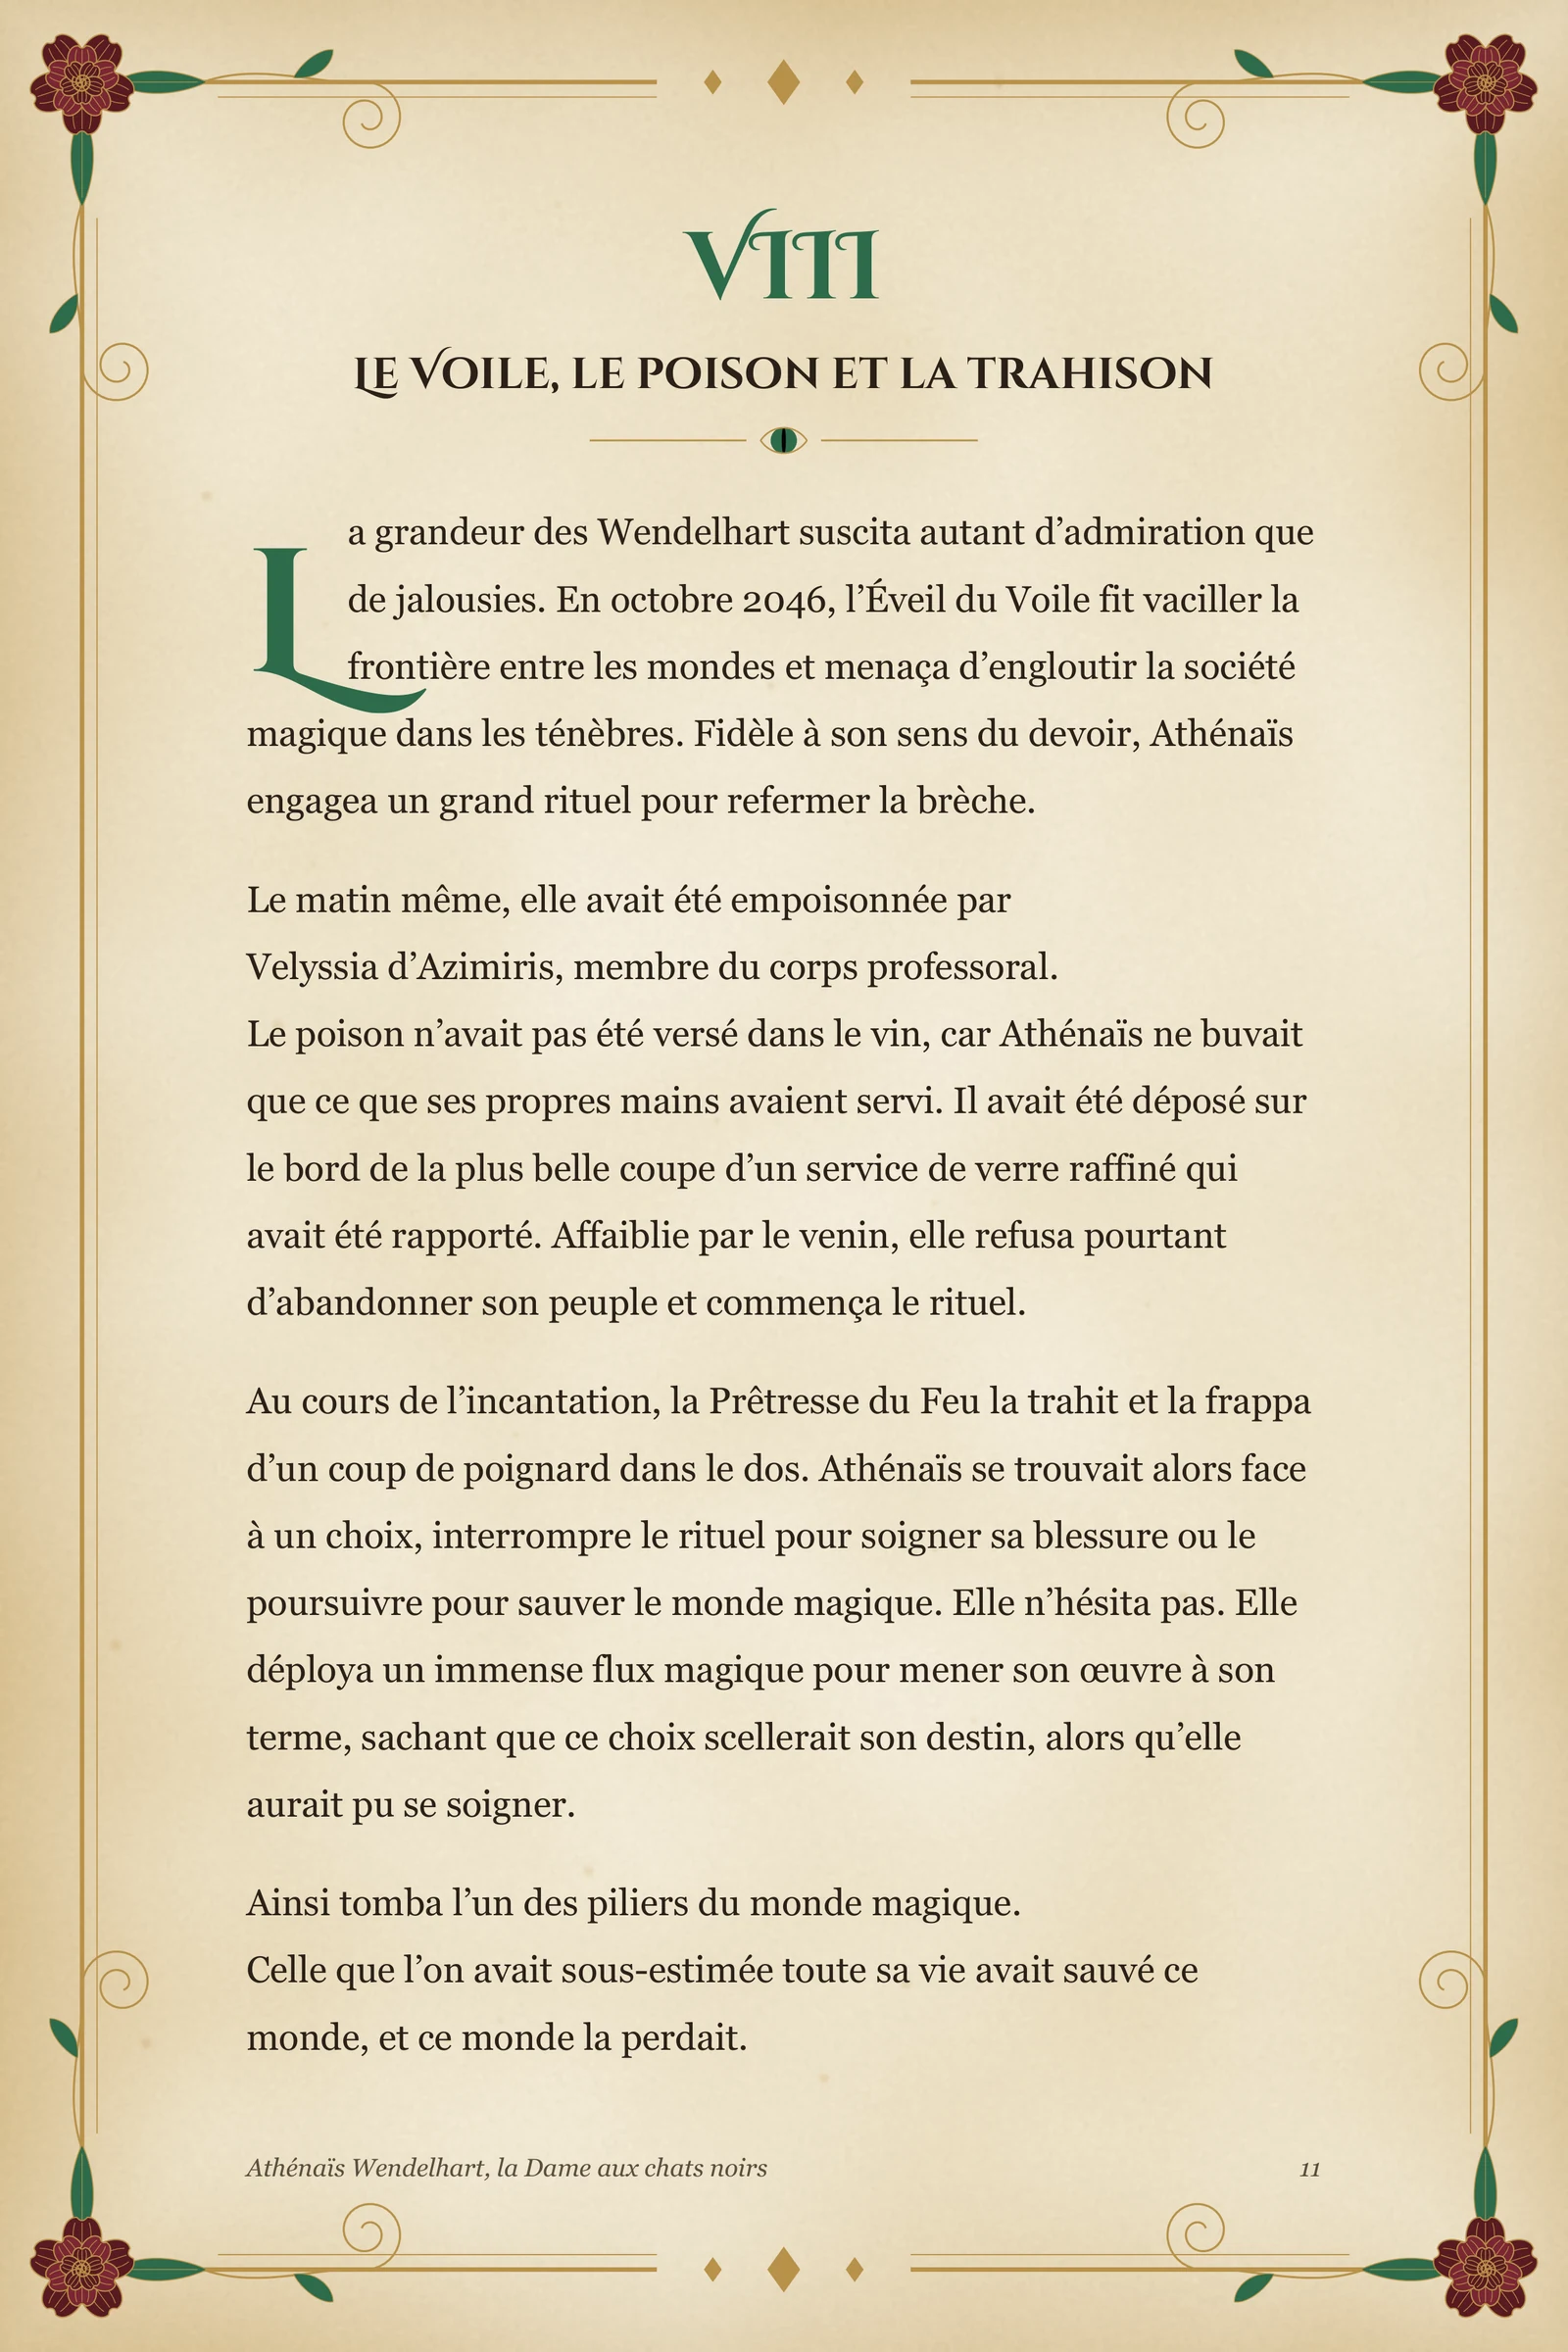 VIII
LE VOILE, LE POISON ET LA TRAHISON
La grandeur des Wendelhart suscita autant d’admiration que
de jalousies. En octobre 2046, l’Éveil du Voile fit vaciller la
frontière entre les mondes et menaça d’engloutir la société
magique dans les ténèbres. Fidèle à son sens du devoir, Athénaïs
engagea un grand rituel pour refermer la brèche.
Le matin même, elle avait été empoisonnée par
Velyssia d’Azimiris, membre du corps professoral.
Le poison n’avait pas été versé dans le vin, car Athénaïs ne buvait
que ce que ses propres mains avaient servi. Il avait été déposé sur
le bord de la plus belle coupe d’un service de verre raffiné qui
avait été rapporté. Affaiblie par le venin, elle refusa pourtant
d’abandonner son peuple et commença le rituel.
Au cours de l’incantation, la Prêtresse du Feu la trahit et la frappa
d’un coup de poignard dans le dos. Athénaïs se trouvait alors face
à un choix, interrompre le rituel pour soigner sa blessure ou le
poursuivre pour sauver le monde magique. Elle n’hésita pas. Elle
déploya un immense flux magique pour mener son œuvre à son
terme, sachant que ce choix scellerait son destin, alors qu’elle
aurait pu se soigner.
Ainsi tomba l’un des piliers du monde magique.
Celle que l’on avait sous-estimée toute sa vie avait sauvé ce
monde, et ce monde la perdait.
Athénaïs Wendelhart, la Dame aux chats noirs 11